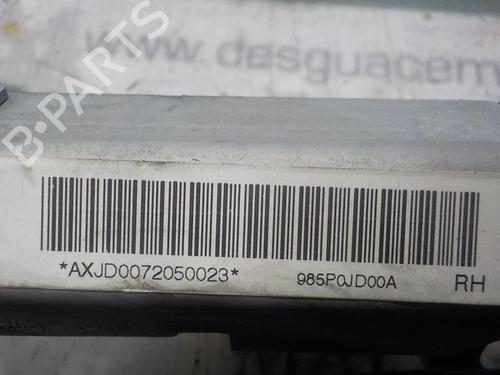 www.
desguacem
B-PARTS
*AXJD0072050023* 985P0JD00A RH